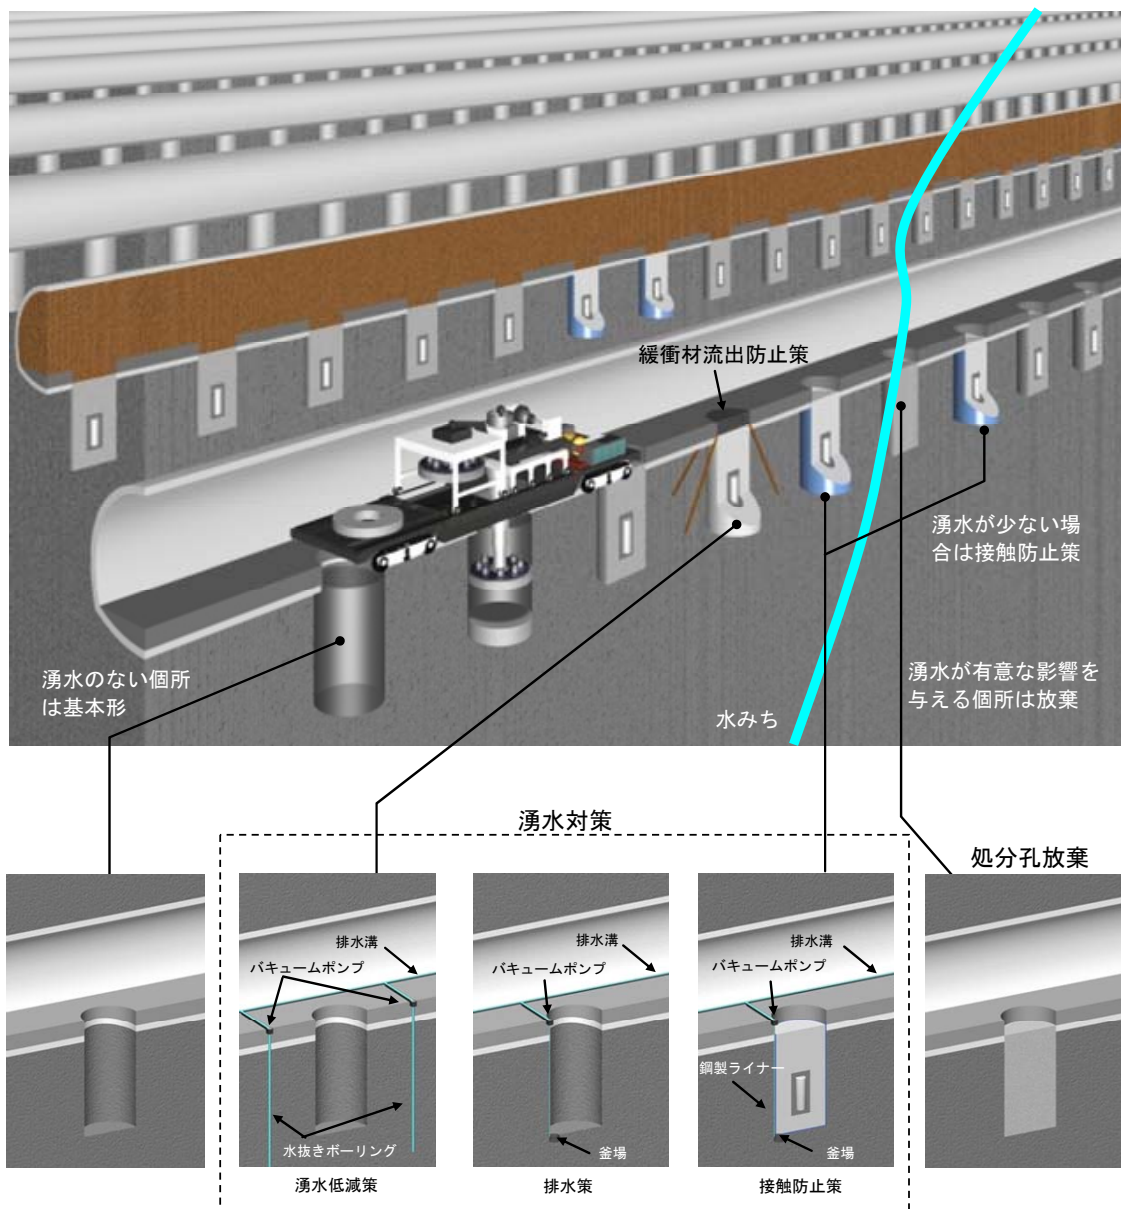 緩衝材流出防止策
湧水が少ない場
合は接触防止策
湧水のない個所
は基本形
湧水が有意な影響を
与える個所は放棄
水みち
湧水対策
処分孔放棄
排水溝
バキュームポンプ
水抜きボーリング
湧水低減策
排水溝
バキュームポンプ
釜場
排水策
排水溝
バキュームポンプ
鋼製ライナー
釜場
接触防止策